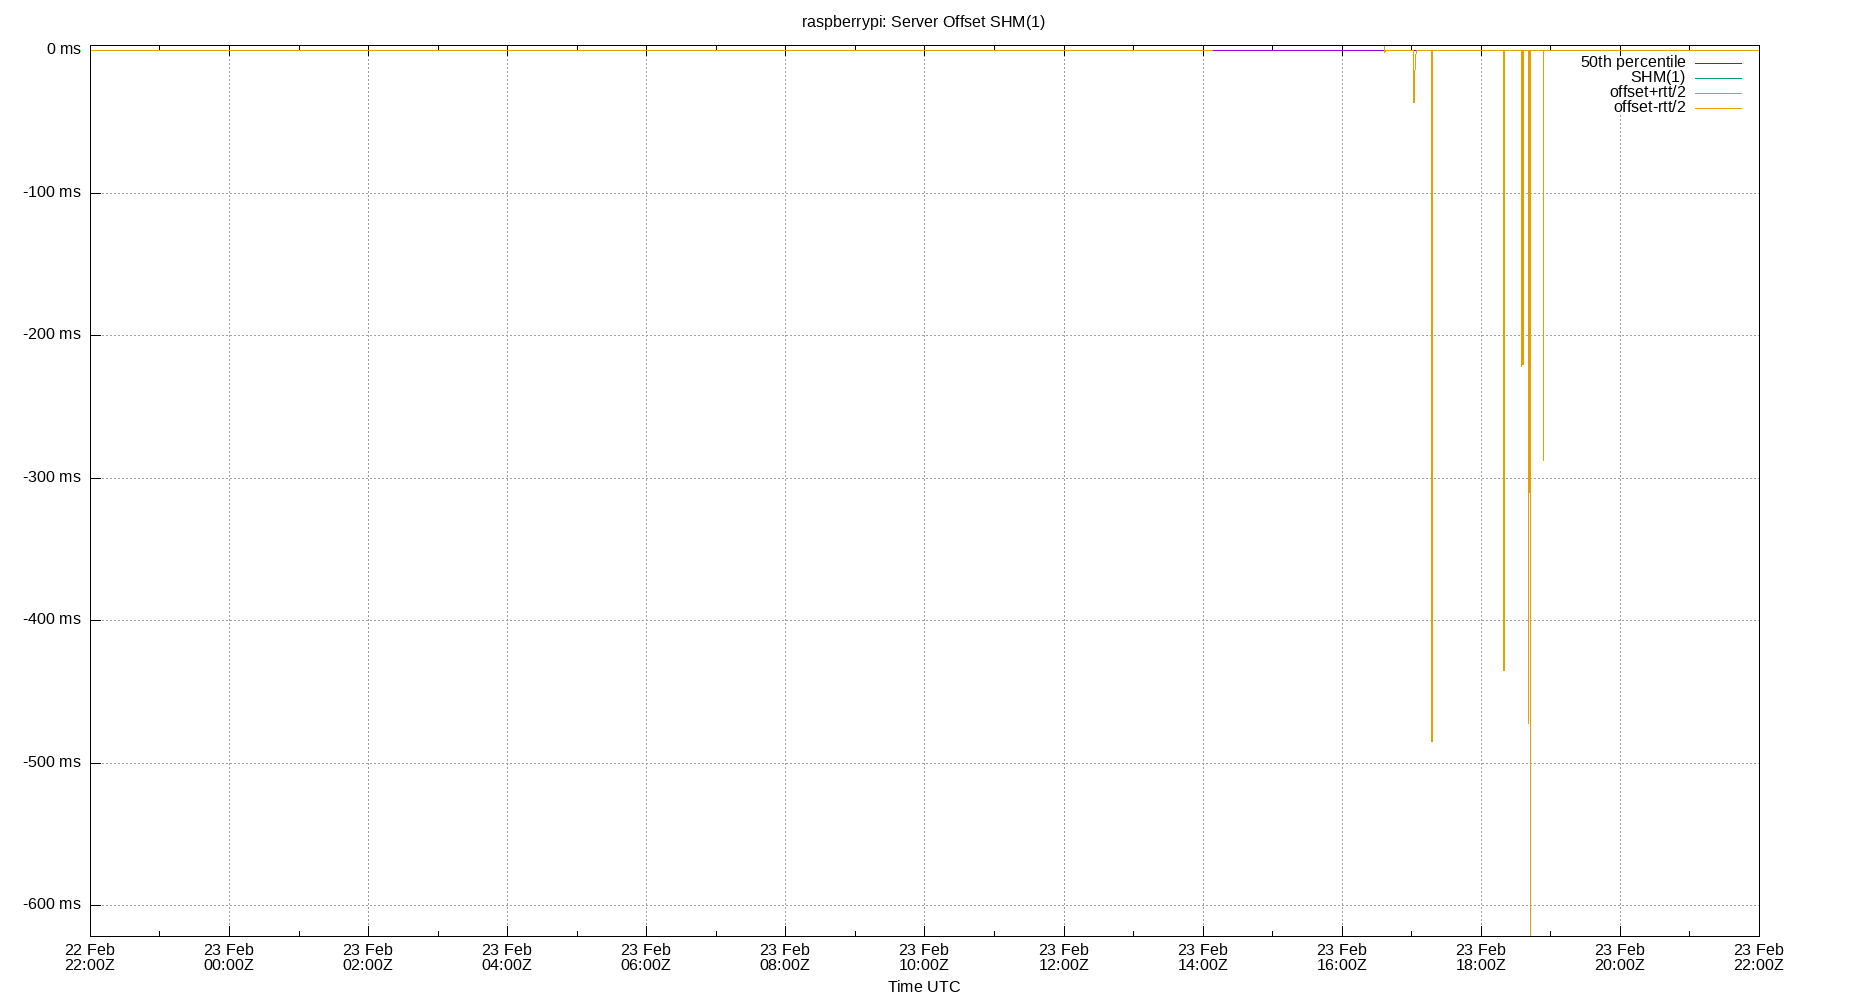 raspberrypi: Server Offset SHM(1)
0 ms
-100 ms
-200 ms
-300 ms
-400 ms
-500 ms
-600 ms
50th percentile
SHM(1)
offset+rtt/2
offset-rtt/2
22 Feb 23 Feb 23 Feb 23 Feb 23 Feb 23 Feb 23 Feb 23 Feb 23 Feb 23 Feb 23 Feb 23 Feb 23 Feb
22:00Z 00:00Z 02:00Z 04:00Z 06:00Z 08:00Z 10:00Z 12:00Z 14:00Z 16:00Z 18:00Z 20:00Z 22:00Z
Time UTC